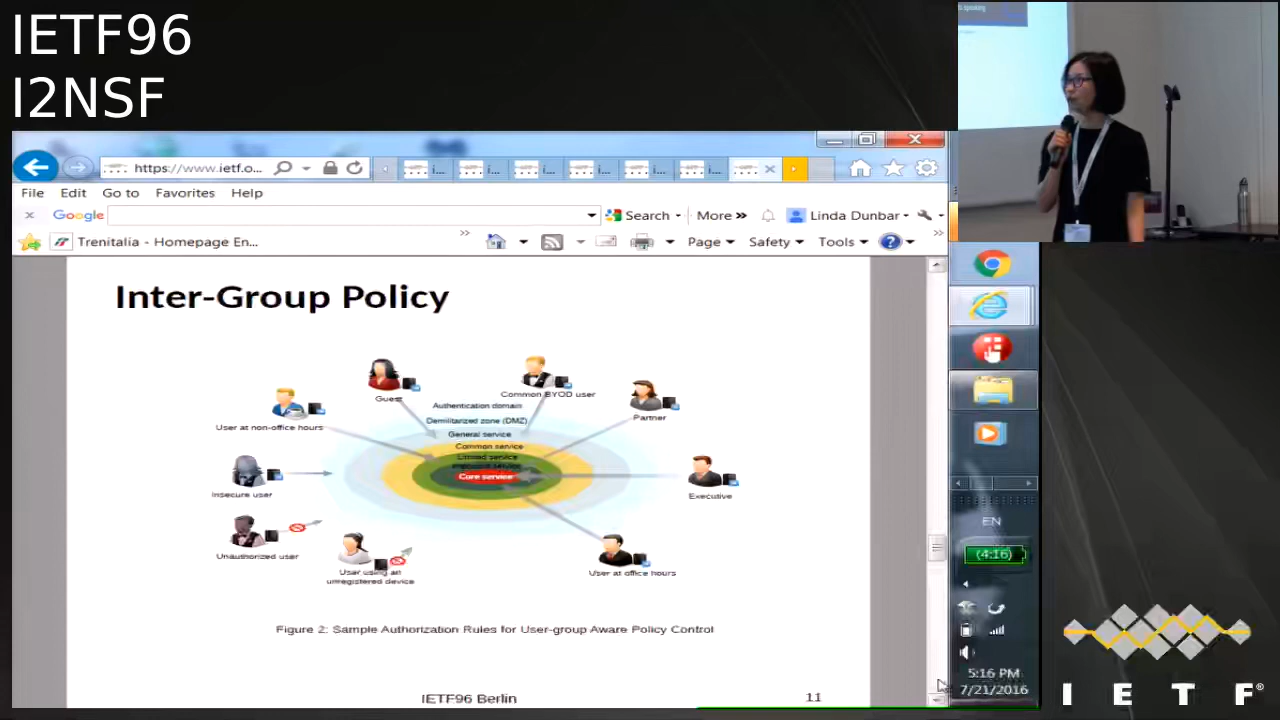 IETF96
I2NSF
is speaking
https://www.ietf.o...
i...
i...
i...
i...
i...
i...
File Edit Go to Favorites Help
Google Search More Linda Dunbar
Trenitalia - Homepage En...
Page Safety Tools
Inter-Group Policy
Guest
Common BYOD user
Authentication domain
Partner
Demilitarized zone (DMZ)
User at non-office hours
General service
Common service
Limited service
Important service
Core service
Insecure user
Executive
Unauthorized user
User using an
unregistered device
User at office hours
Figure 2: Sample Authorization Rules for User-group Aware Policy Control
IETF96 Berlin
11
EN
(4:16)
5:16 PM
7/21/2016
I E T F®